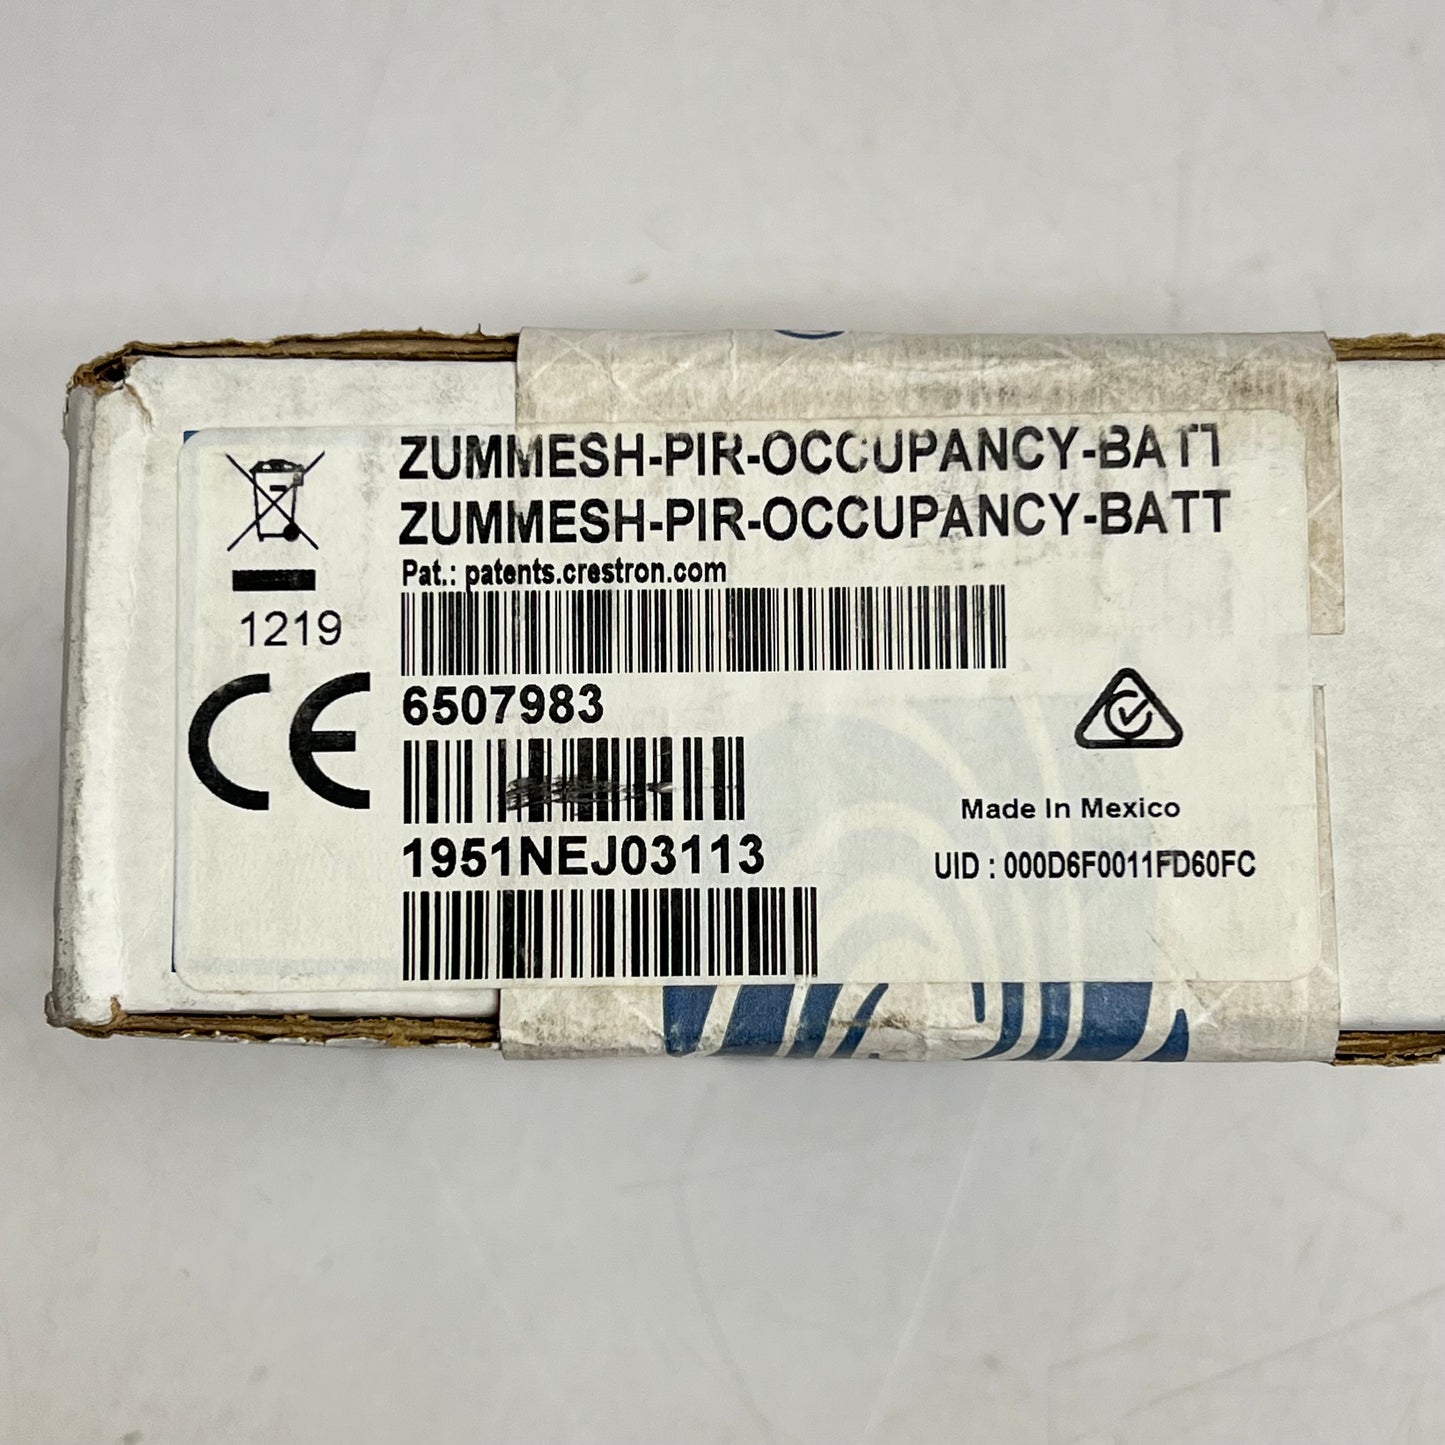 ZUMMESH-PIR-OCCUPANCY-BATT
ZUMMESH-PIR-OCCUPANCY-BATT
Pat.: patents.crestron.com
1219
CE
6507983
Made In Mexico
1951NEJ03113
UID : 000D6F0011FD60FC